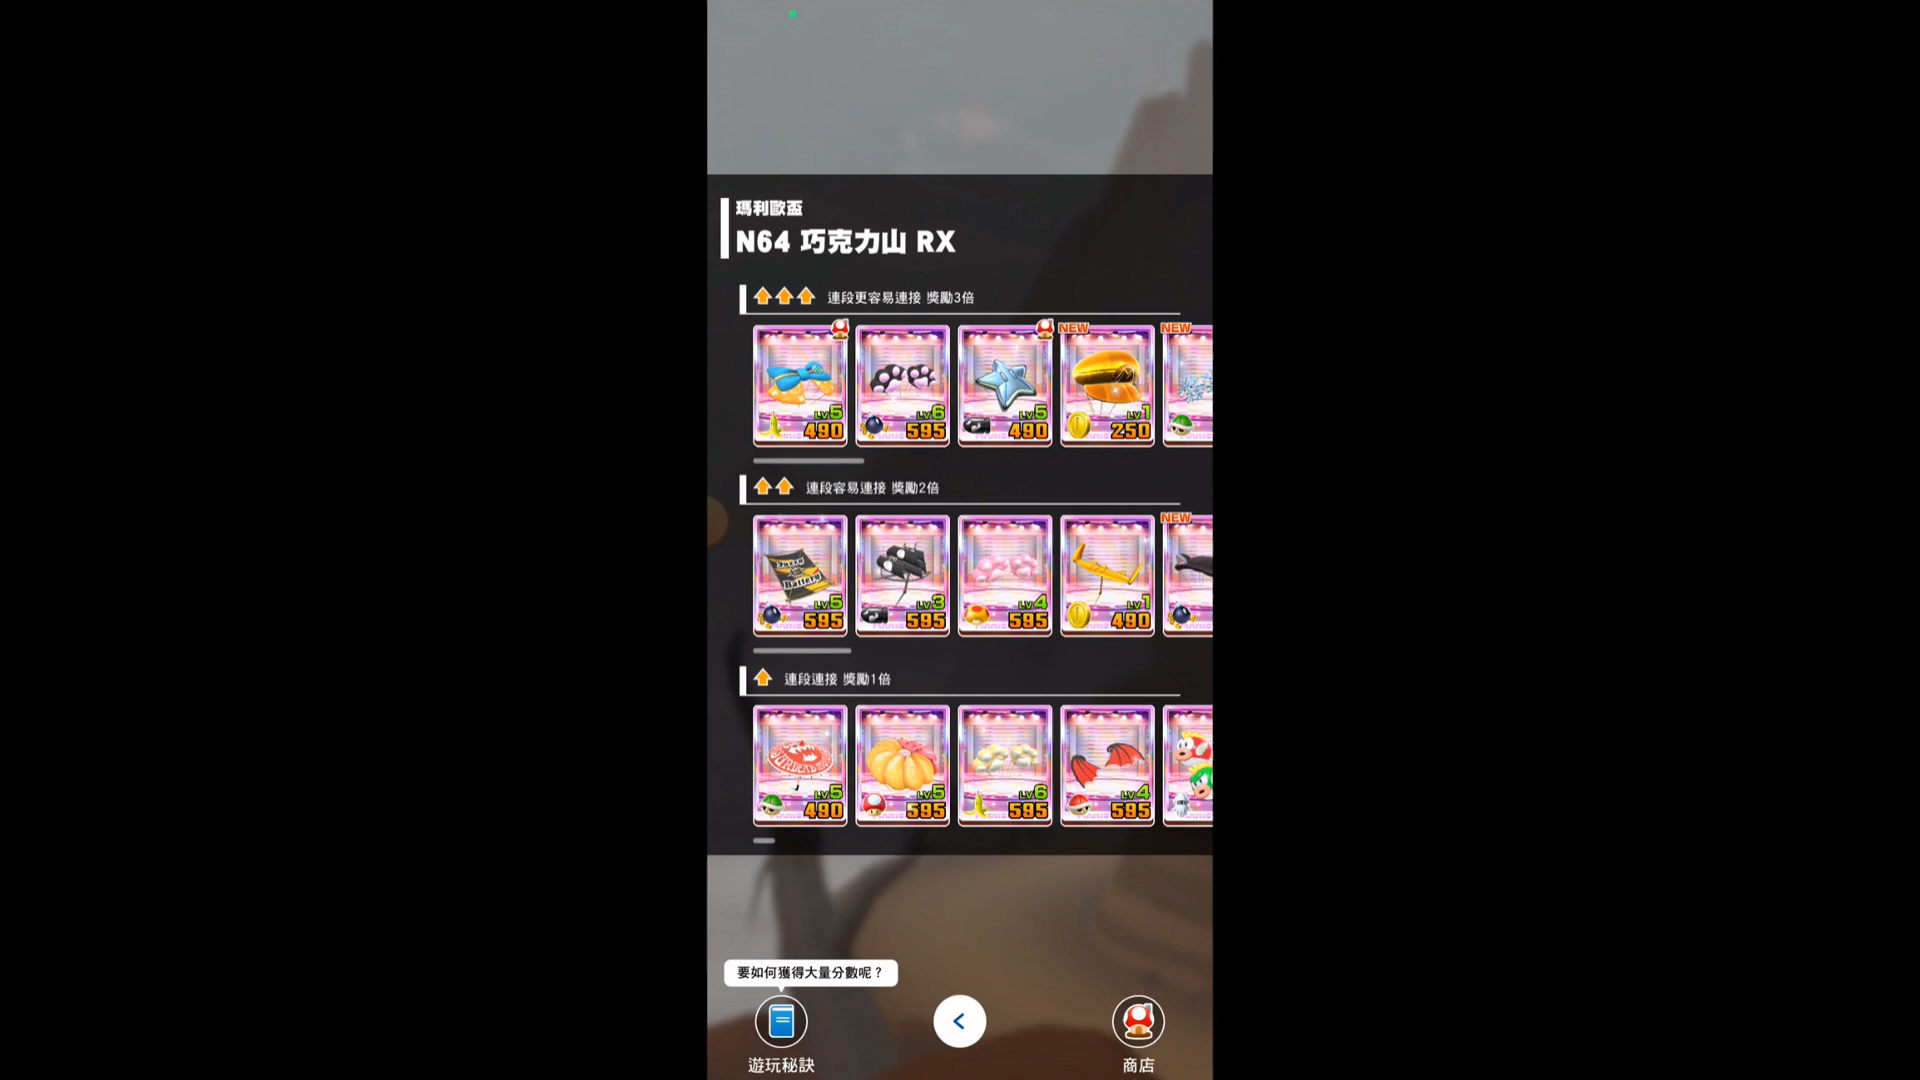 瑪利歐盃
N64 巧克力山 RX
連段更容易連接 獎勵3倍
NEW
NEW
LV5
LV6
LV5
LV1
490
595
490
250
連段容易連接 獎勵2倍
NEW
LV5
LV3
LV4
LV1
595
595
595
490
連段連接 獎勵1倍
LV5
LV5
LV6
LV4
490
595
595
595
要如何獲得大量分數呢？
遊玩秘訣
商店